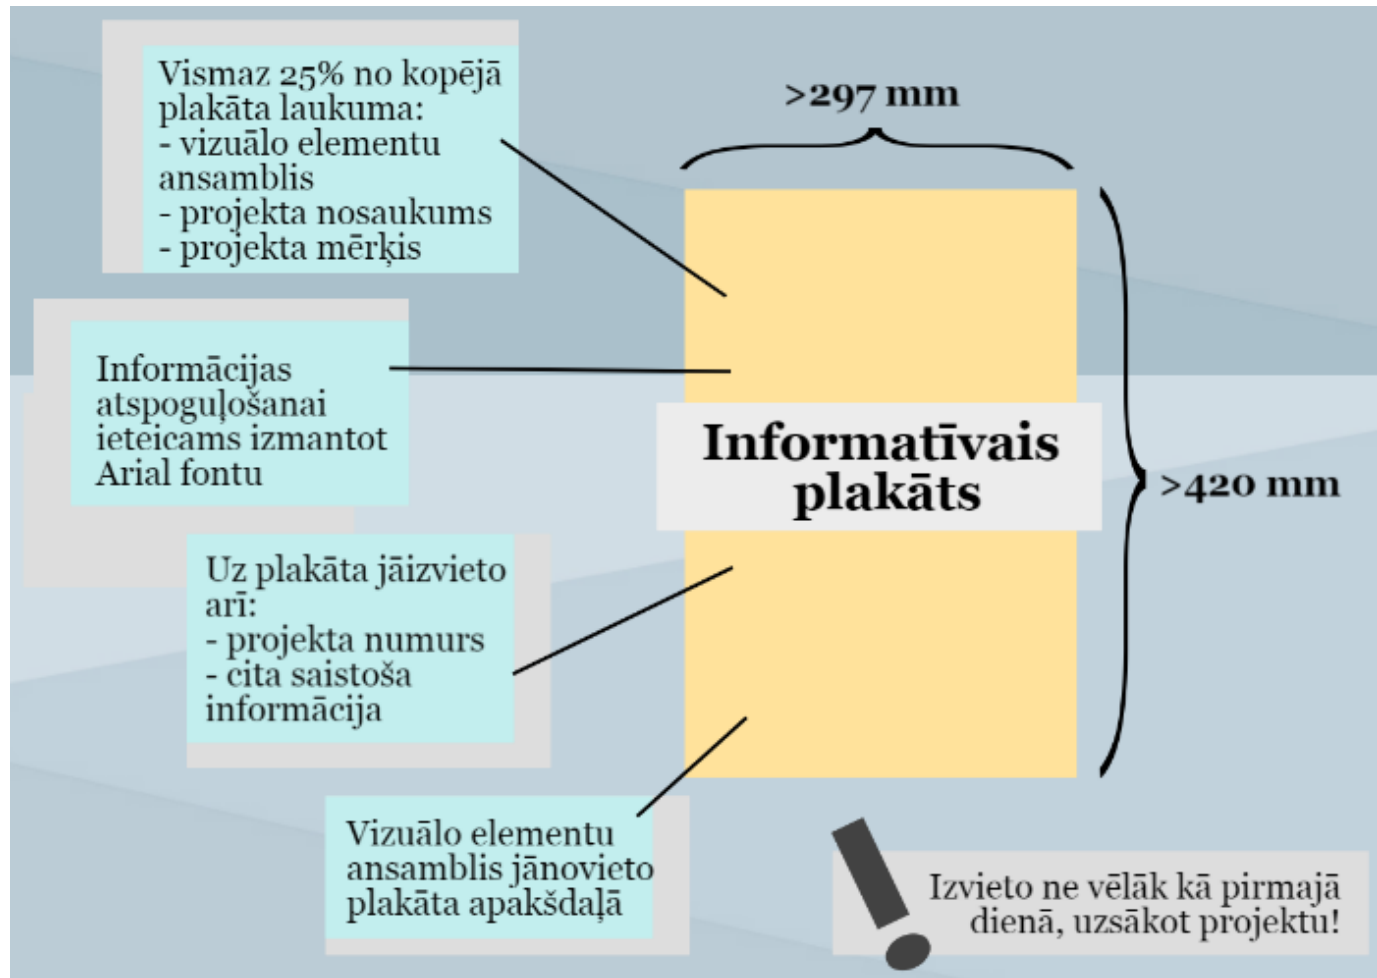 Vismaz 25% no kopējā
plakāta laukuma:
- vizuālo elementu
ansamblis
- projekta nosaukums
- projekta mērķis
>297 mm
Informācijas
atspoguļošanai
ieteicams izmantot
Arial fontu
Informatīvais
plakāts
>420 mm
Uz plakāta jāizvieto
arī:
- projekta numurs
- cita saistoša
informācija
Vizuālo elementu
ansamblis jānovieto
plakāta apakšdaļā
Izvieto ne vēlāk kā pirmajā
dienā, uzsākot projektu!